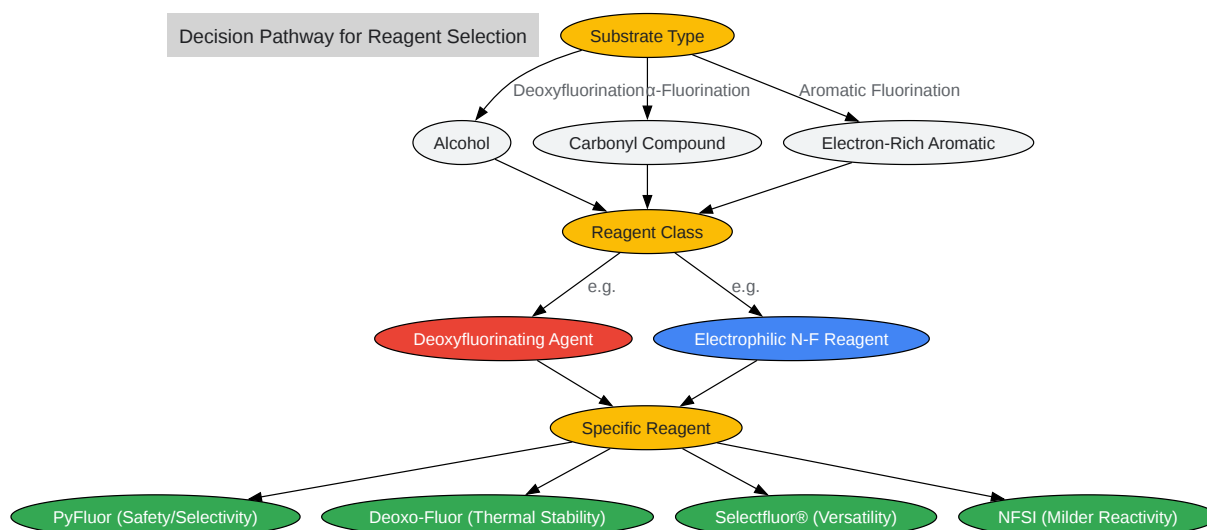 Decision Pathway for Reagent Selection
Substrate Type
Deoxyfluorination
α-Fluorination
Aromatic Fluorination
Alcohol
Carbonyl Compound
Electron-Rich Aromatic
Reagent Class
e.g.
e.g.
Deoxyfluorinating Agent
Electrophilic N-F Reagent
Specific Reagent
PyFluor (Safety/Selectivity)
Deoxo-Fluor (Thermal Stability)
Selectfluor® (Versatility)
NFSI (Milder Reactivity)